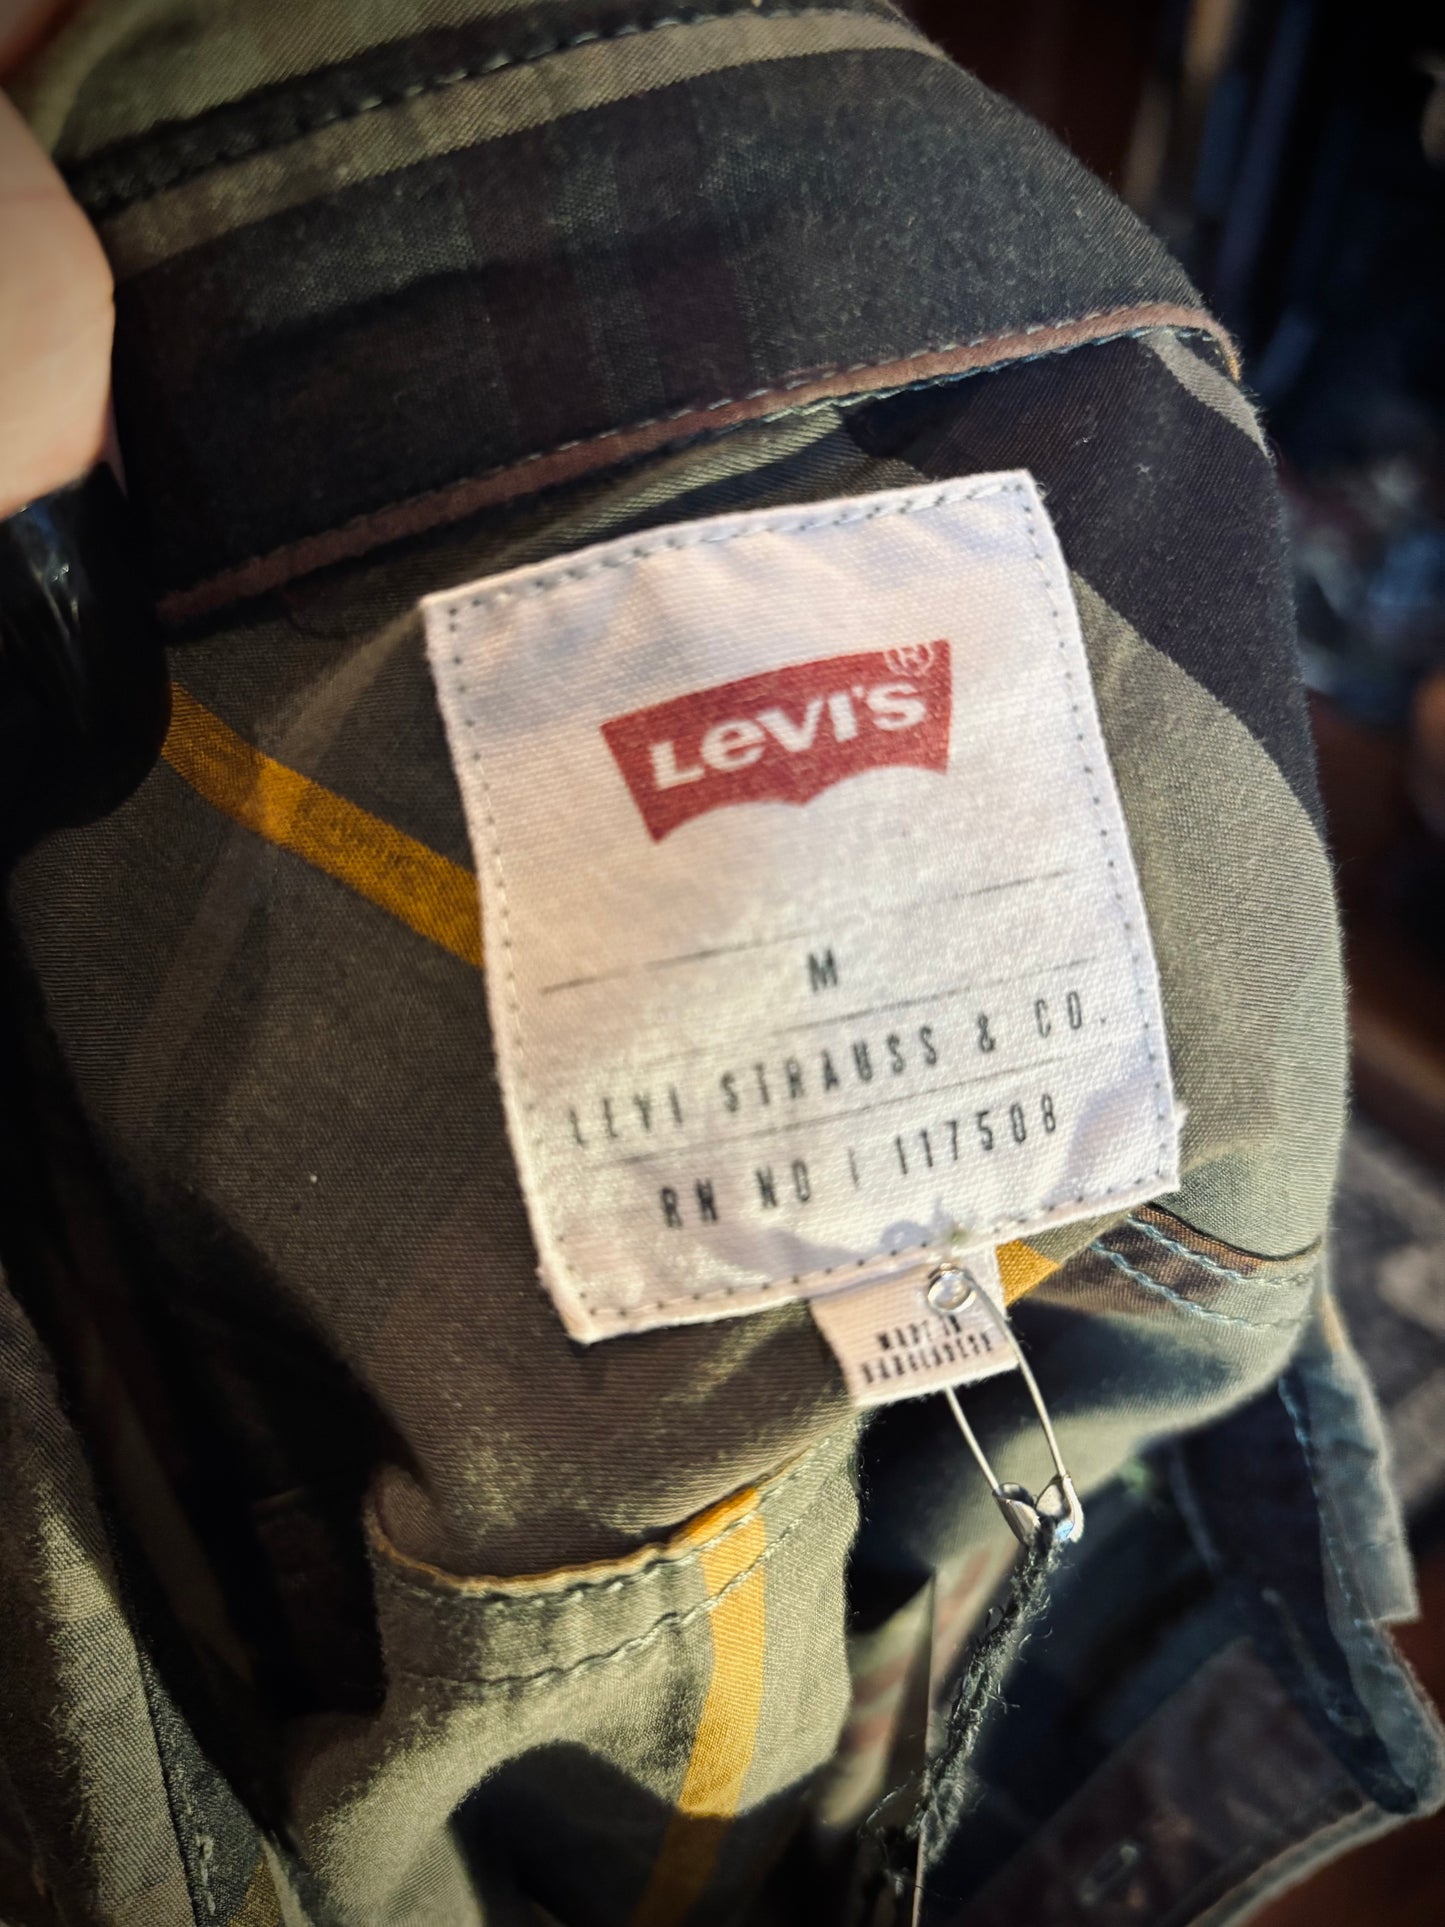 Levi's®
M
LEVI STRAUSS & CO.
RN NO | 117508
MADE IN
BANGLADESH